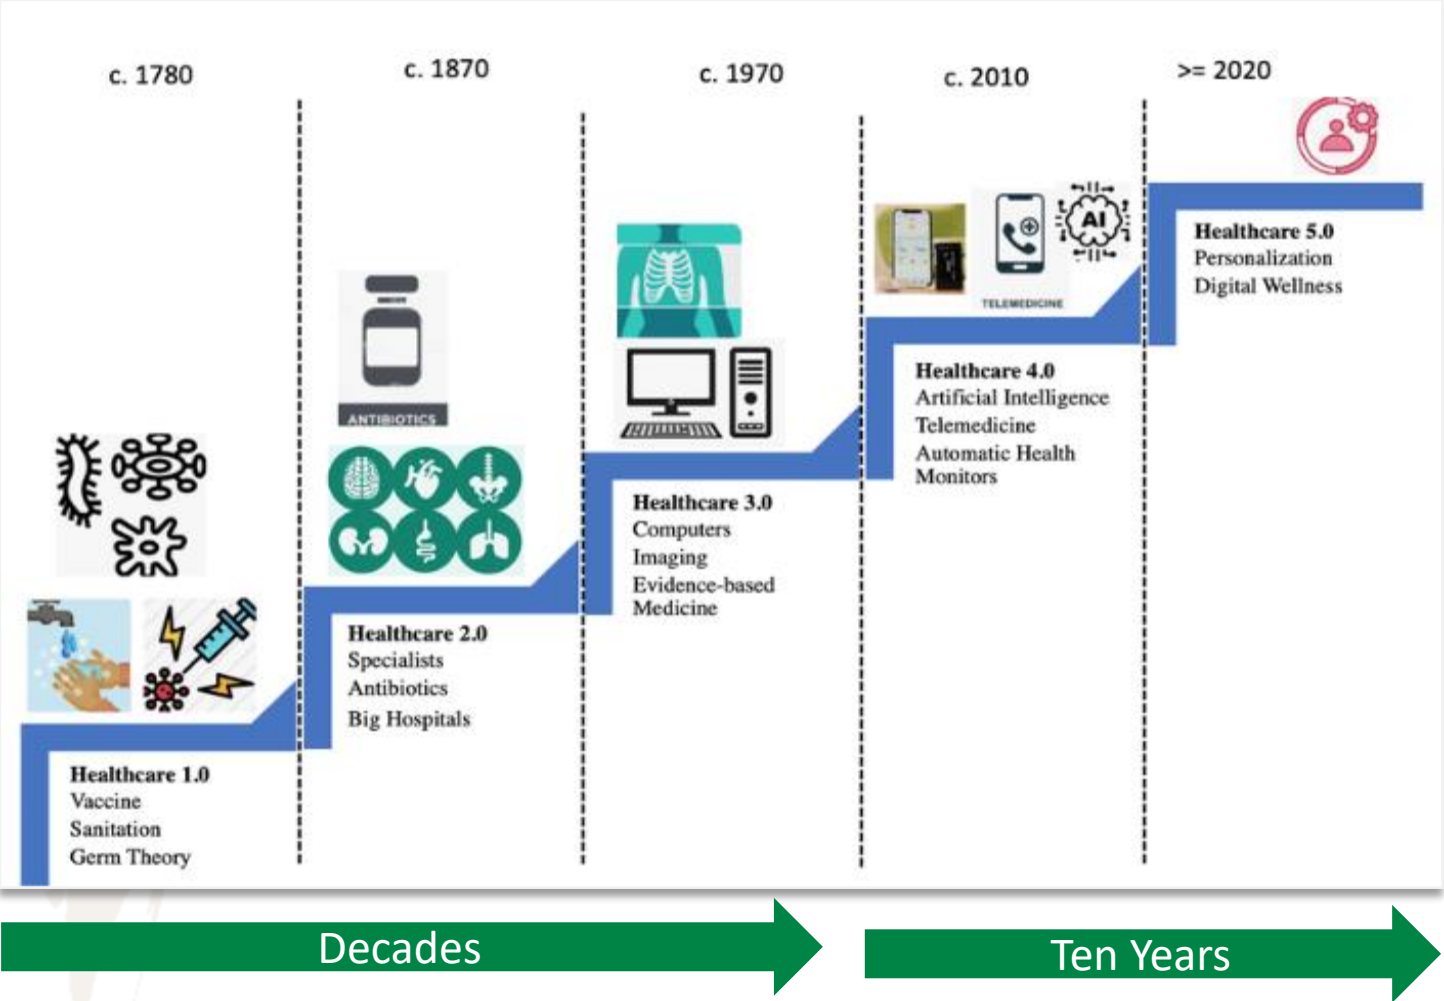 c. 1780
c. 1870
c. 1970
c. 2010
>= 2020
ANTIBIOTICS
TELEMEDICINE
AI
Healthcare 1.0
Vaccine
Sanitation
Germ Theory
Healthcare 2.0
Specialists
Antibiotics
Big Hospitals
Healthcare 3.0
Computers
Imaging
Evidence-based
Medicine
Healthcare 4.0
Artificial Intelligence
Telemedicine
Automatic Health
Monitors
Healthcare 5.0
Personalization
Digital Wellness
Decades
Ten Years